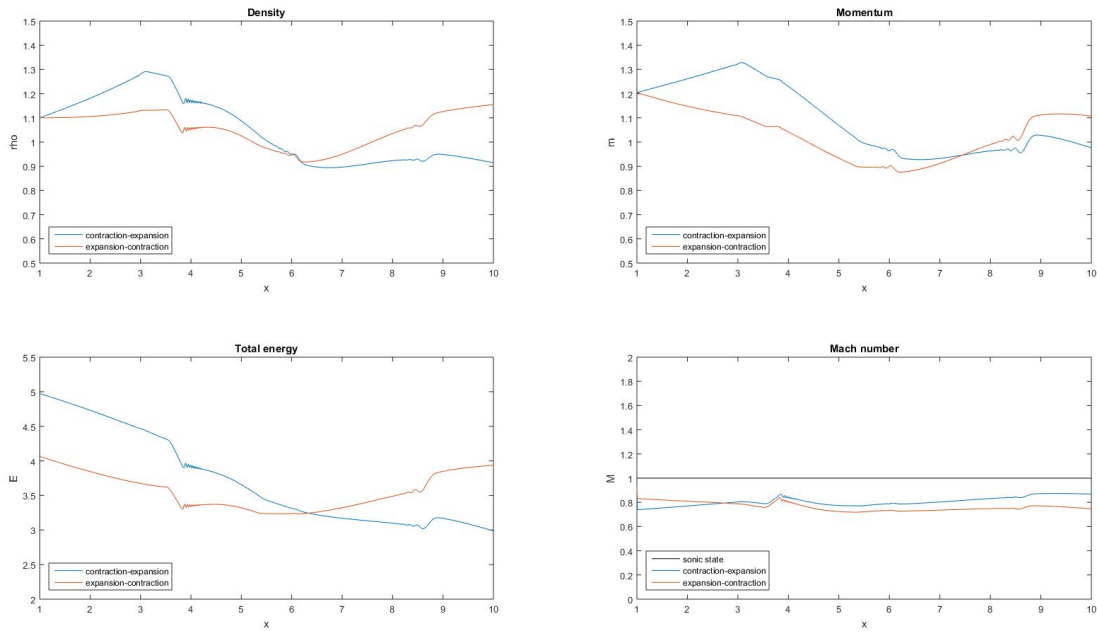 Density
1.5
1.4
1.3
1.2
1.1
1
0.9
0.8
0.7
0.6
0.5
rho
contraction-expansion
expansion-contraction
1 2 3 4 5 6 7 8 9 10
x
Momentum
1.5
1.4
1.3
1.2
1.1
1
0.9
0.8
0.7
0.6
0.5
m
contraction-expansion
expansion-contraction
1 2 3 4 5 6 7 8 9 10
x
Total energy
5.5
5
4.5
4
3.5
3
2.5
2
E
contraction-expansion
expansion-contraction
1 2 3 4 5 6 7 8 9 10
x
Mach number
2
1.8
1.6
1.4
1.2
1
0.8
0.6
0.4
0.2
0
M
sonic state
contraction-expansion
expansion-contraction
1 2 3 4 5 6 7 8 9 10
x